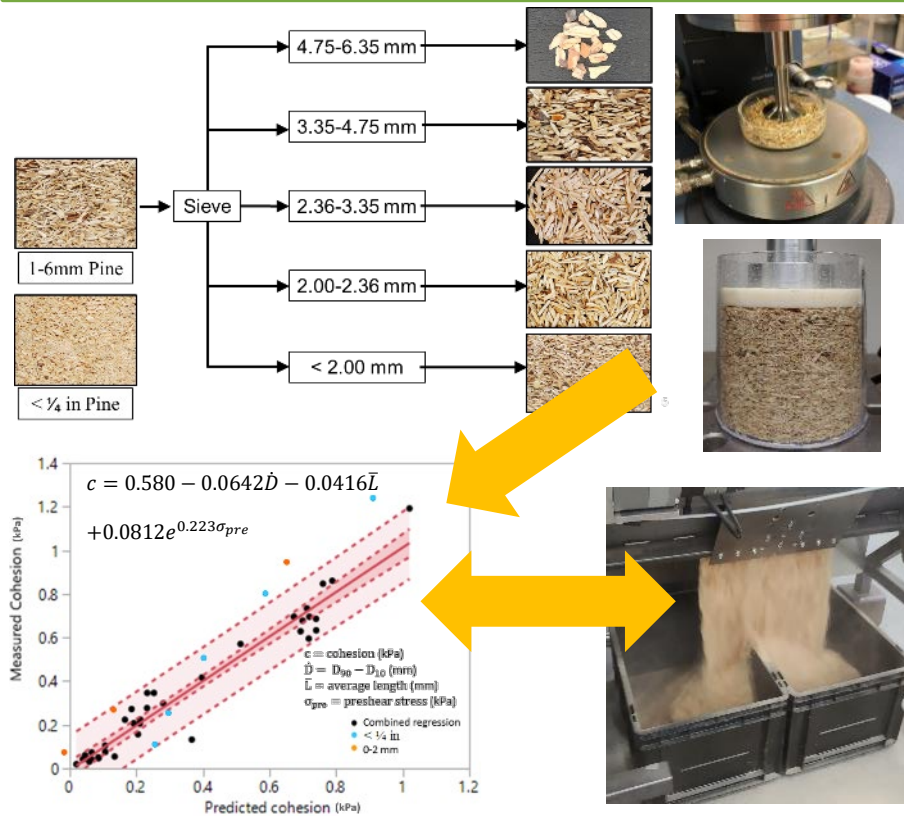 4.75-6.35 mm
3.35-4.75 mm
1-6mm Pine
Sieve
2.36-3.35 mm
2.00-2.36 mm
< ¼ in Pine
< 2.00 mm
c = 0.580 − 0.0642Ḋ − 0.0416L̄
+0.0812e^{0.223σ_{pre}}
Measured Cohesion (kPa)
1.4
1.2
1
0.8
0.6
0.4
0.2
0
c = cohesion (kPa)
Ḋ = D₉₀ − D₁₀ (mm)
L̄ = average length (mm)
σ_{pre} = preshear stress (kPa)
Combined regression
< ¼ in
0-2 mm
0 0.2 0.4 0.6 0.8 1 1.2
Predicted cohesion (kPa)